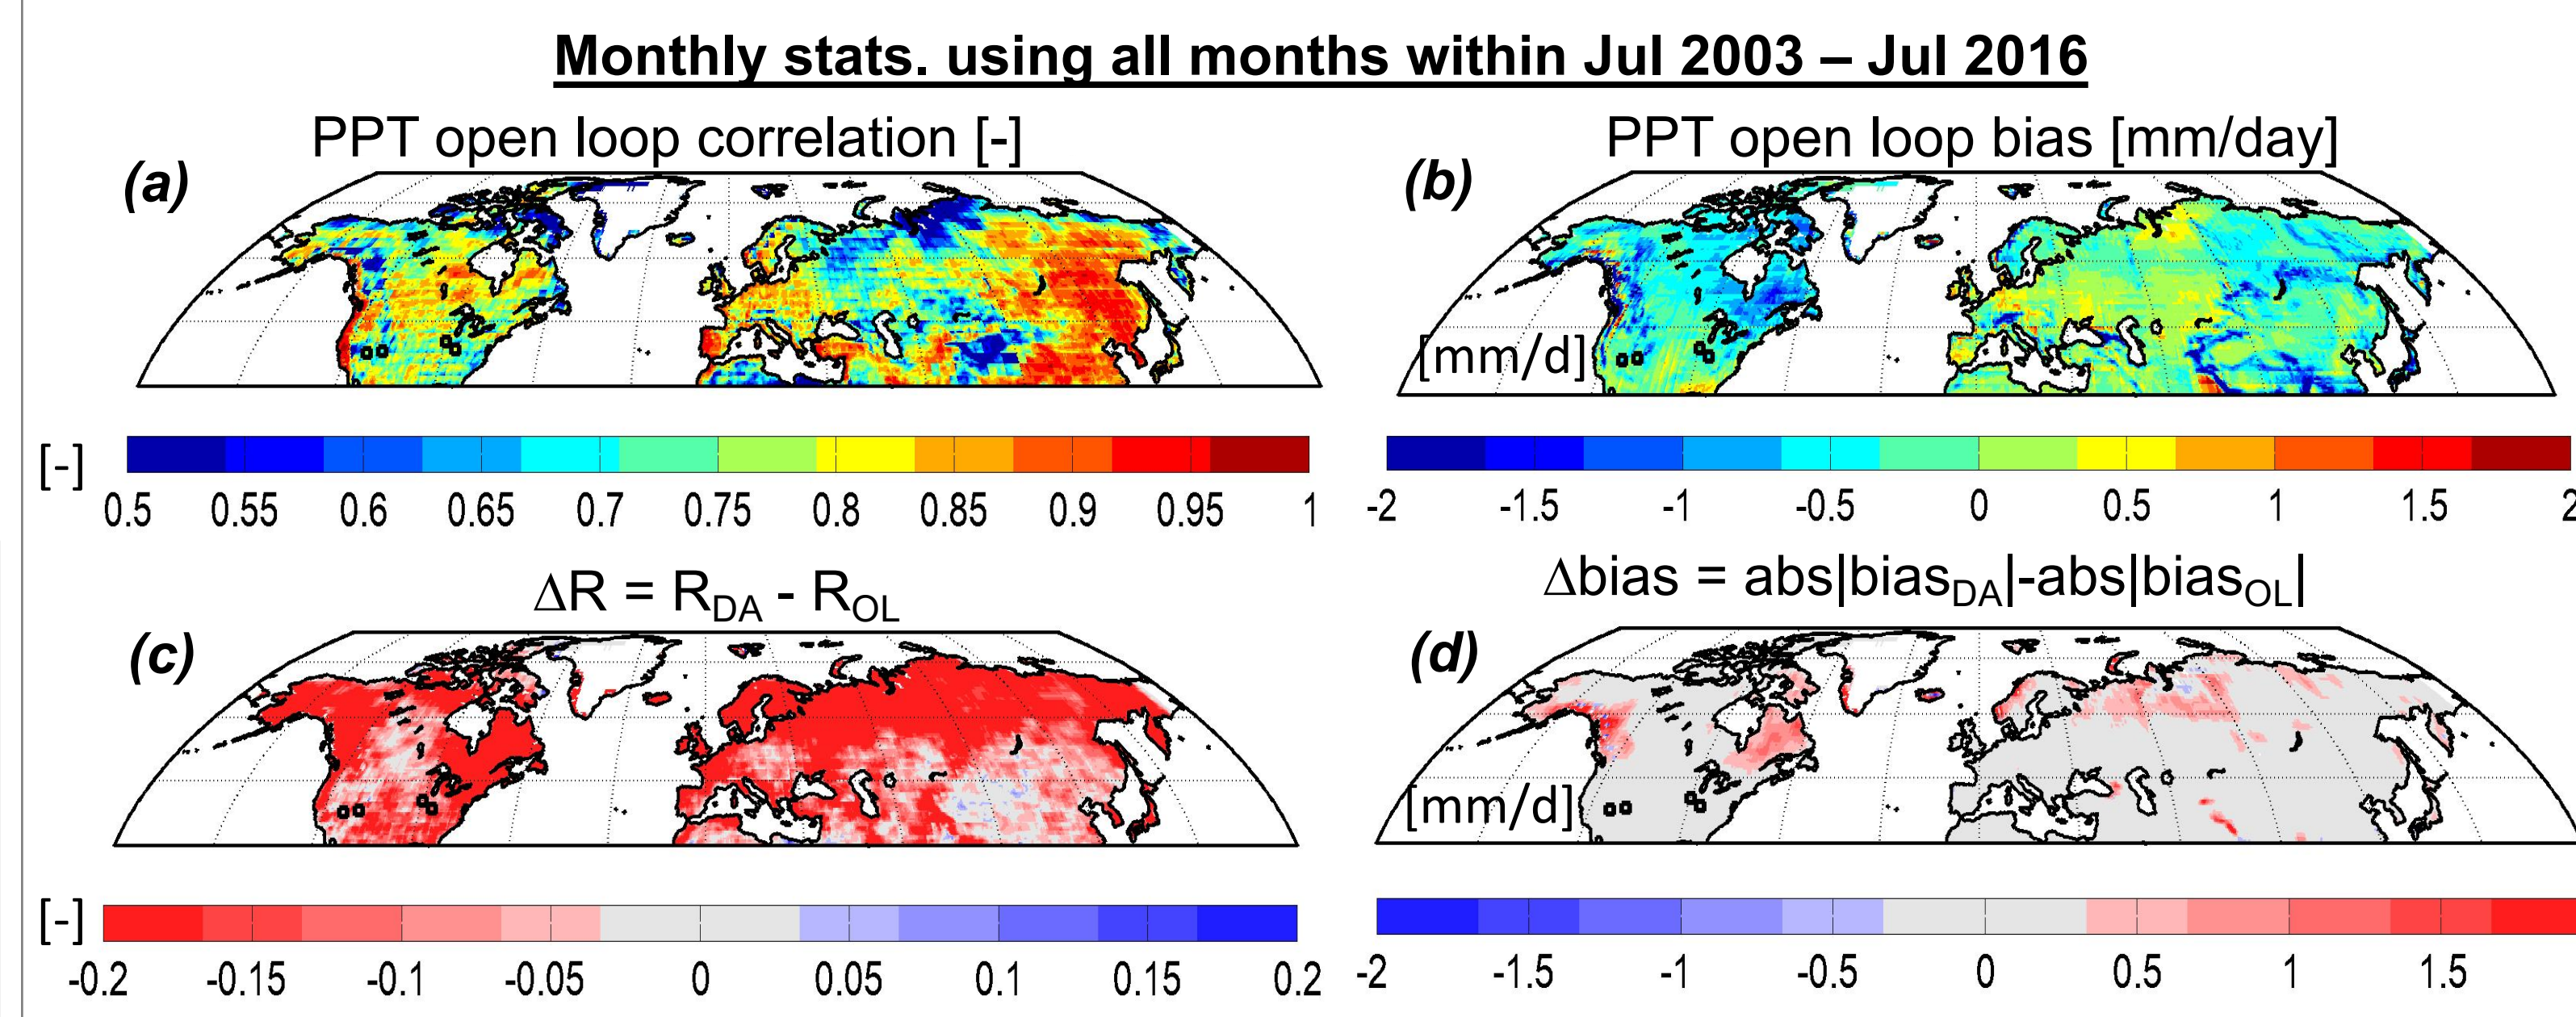 Monthly stats. using all months within Jul 2003 – Jul 2016
PPT open loop correlation [-]
(a)
[-]
0.5 0.55 0.6 0.65 0.7 0.75 0.8 0.85 0.9 0.95 1
PPT open loop bias [mm/day]
(b)
[mm/d]
-2 -1.5 -1 -0.5 0 0.5 1 1.5 2
ΔR = R_DA - R_OL
(c)
[-]
-0.2 -0.15 -0.1 -0.05 0 0.05 0.1 0.15 0.2
Δbias = abs|bias_DA|-abs|bias_OL|
(d)
[mm/d]
-2 -1.5 -1 -0.5 0 0.5 1 1.5